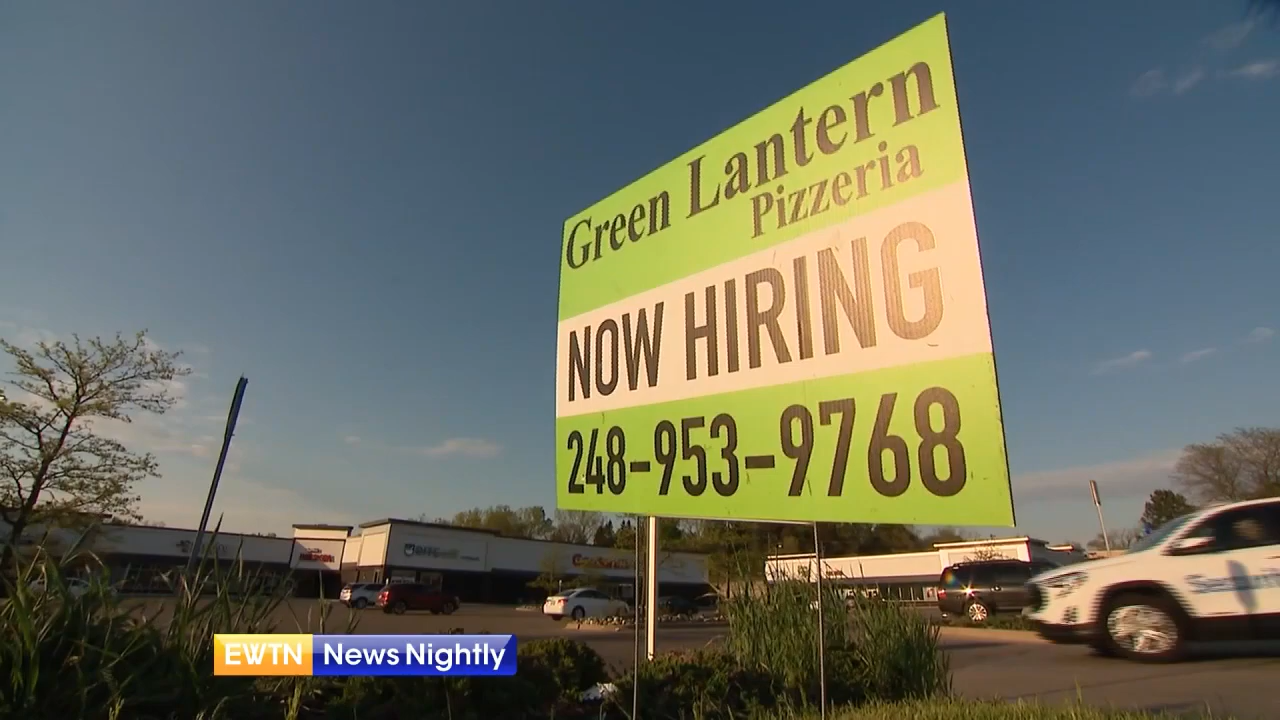 Green Lantern
Pizzeria
NOW HIRING
248-953-9768
EWTN News Nightly